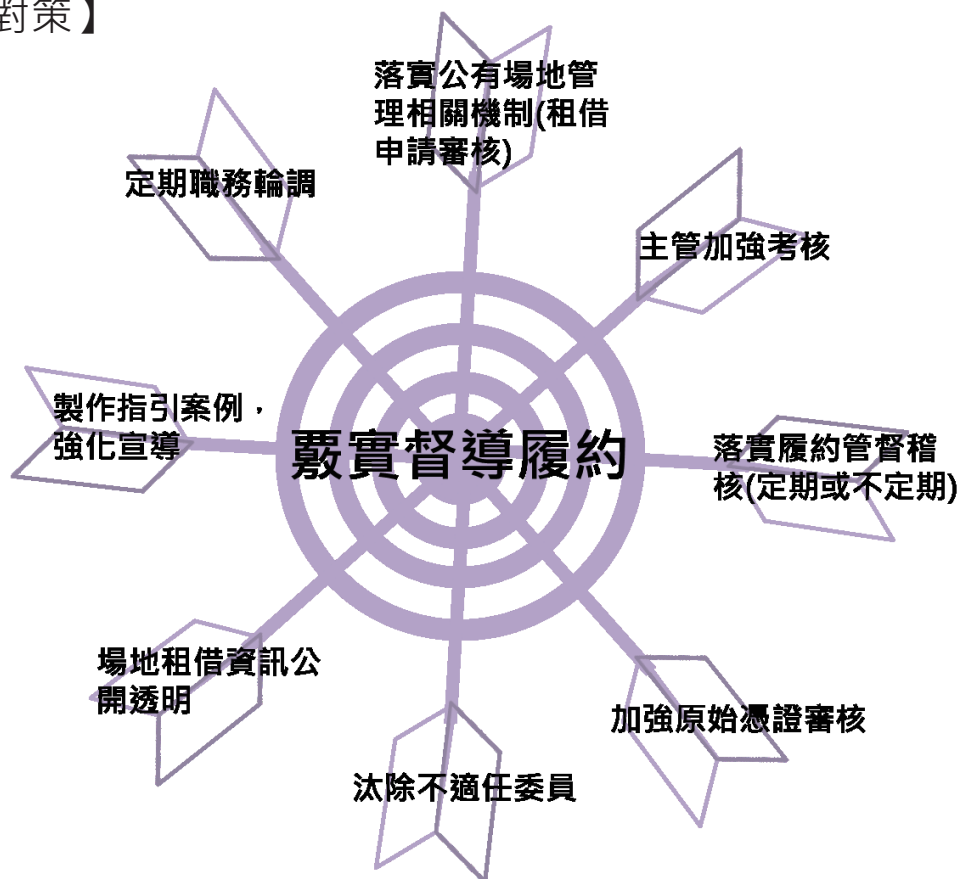 對策】
落實公有場地管
理相關機制(租借
申請審核)
定期職務輪調
主管加強考核
製作指引案例，
強化宣導
覈實督導履約
落實履約管督稽
核(定期或不定期)
場地租借資訊公
開透明
加強原始憑證審核
汰除不適任委員